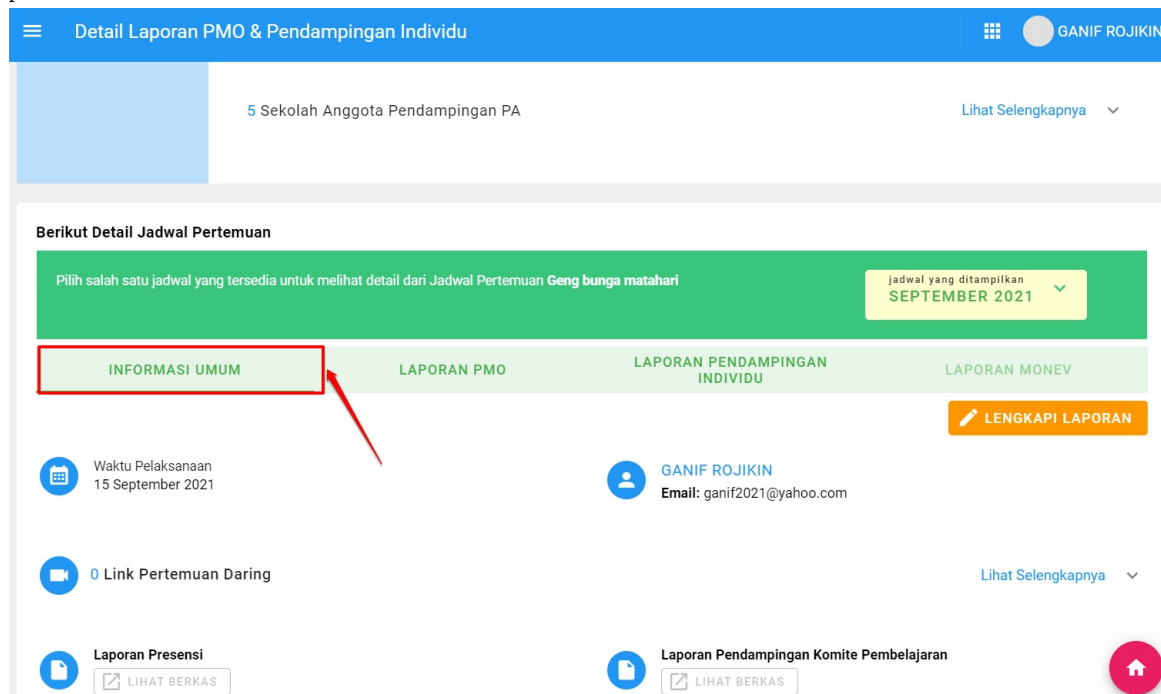 Detail Laporan PMO & Pendampingan Individu
GANIF ROJIKIN
5 Sekolah Anggota Pendampingan PA
Lihat Selengkapnya
Berikut Detail Jadwal Pertemuan
Pilih salah satu jadwal yang tersedia untuk melihat detail dari Jadwal Pertemuan Geng bunga matahari
jadwal yang ditampilkan
SEPTEMBER 2021
INFORMASI UMUM
LAPORAN PMO
LAPORAN PENDAMPINGAN
INDIVIDU
LAPORAN MONEV
LENGKAPI LAPORAN
Waktu Pelaksanaan
15 September 2021
GANIF ROJIKIN
Email: ganif2021@yahoo.com
0 Link Pertemuan Daring
Lihat Selengkapnya
Laporan Presensi
LIHAT BERKAS
Laporan Pendampingan Komite Pembelajaran
LIHAT BERKAS